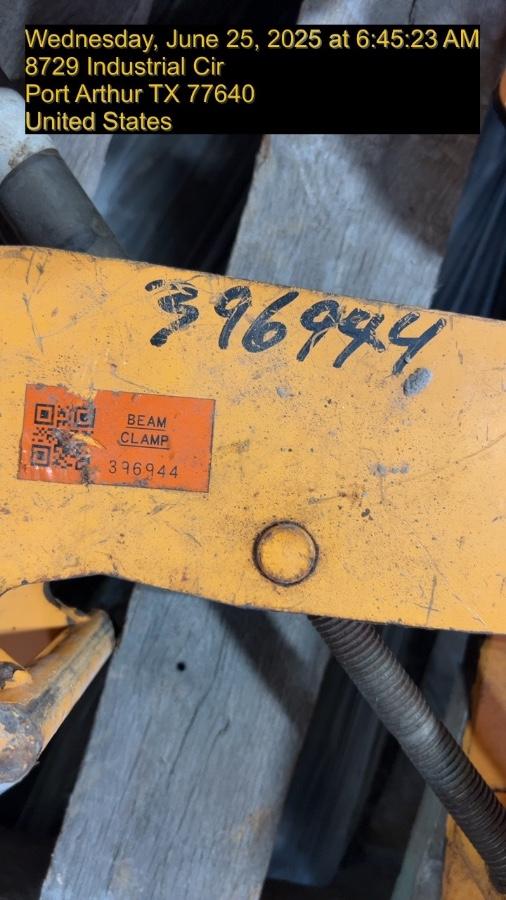 Wednesday, June 25, 2025 at 6:45:23 AM
8729 Industrial Cir
Port Arthur TX 77640
United States
396944
BEAM
CLAMP
396944